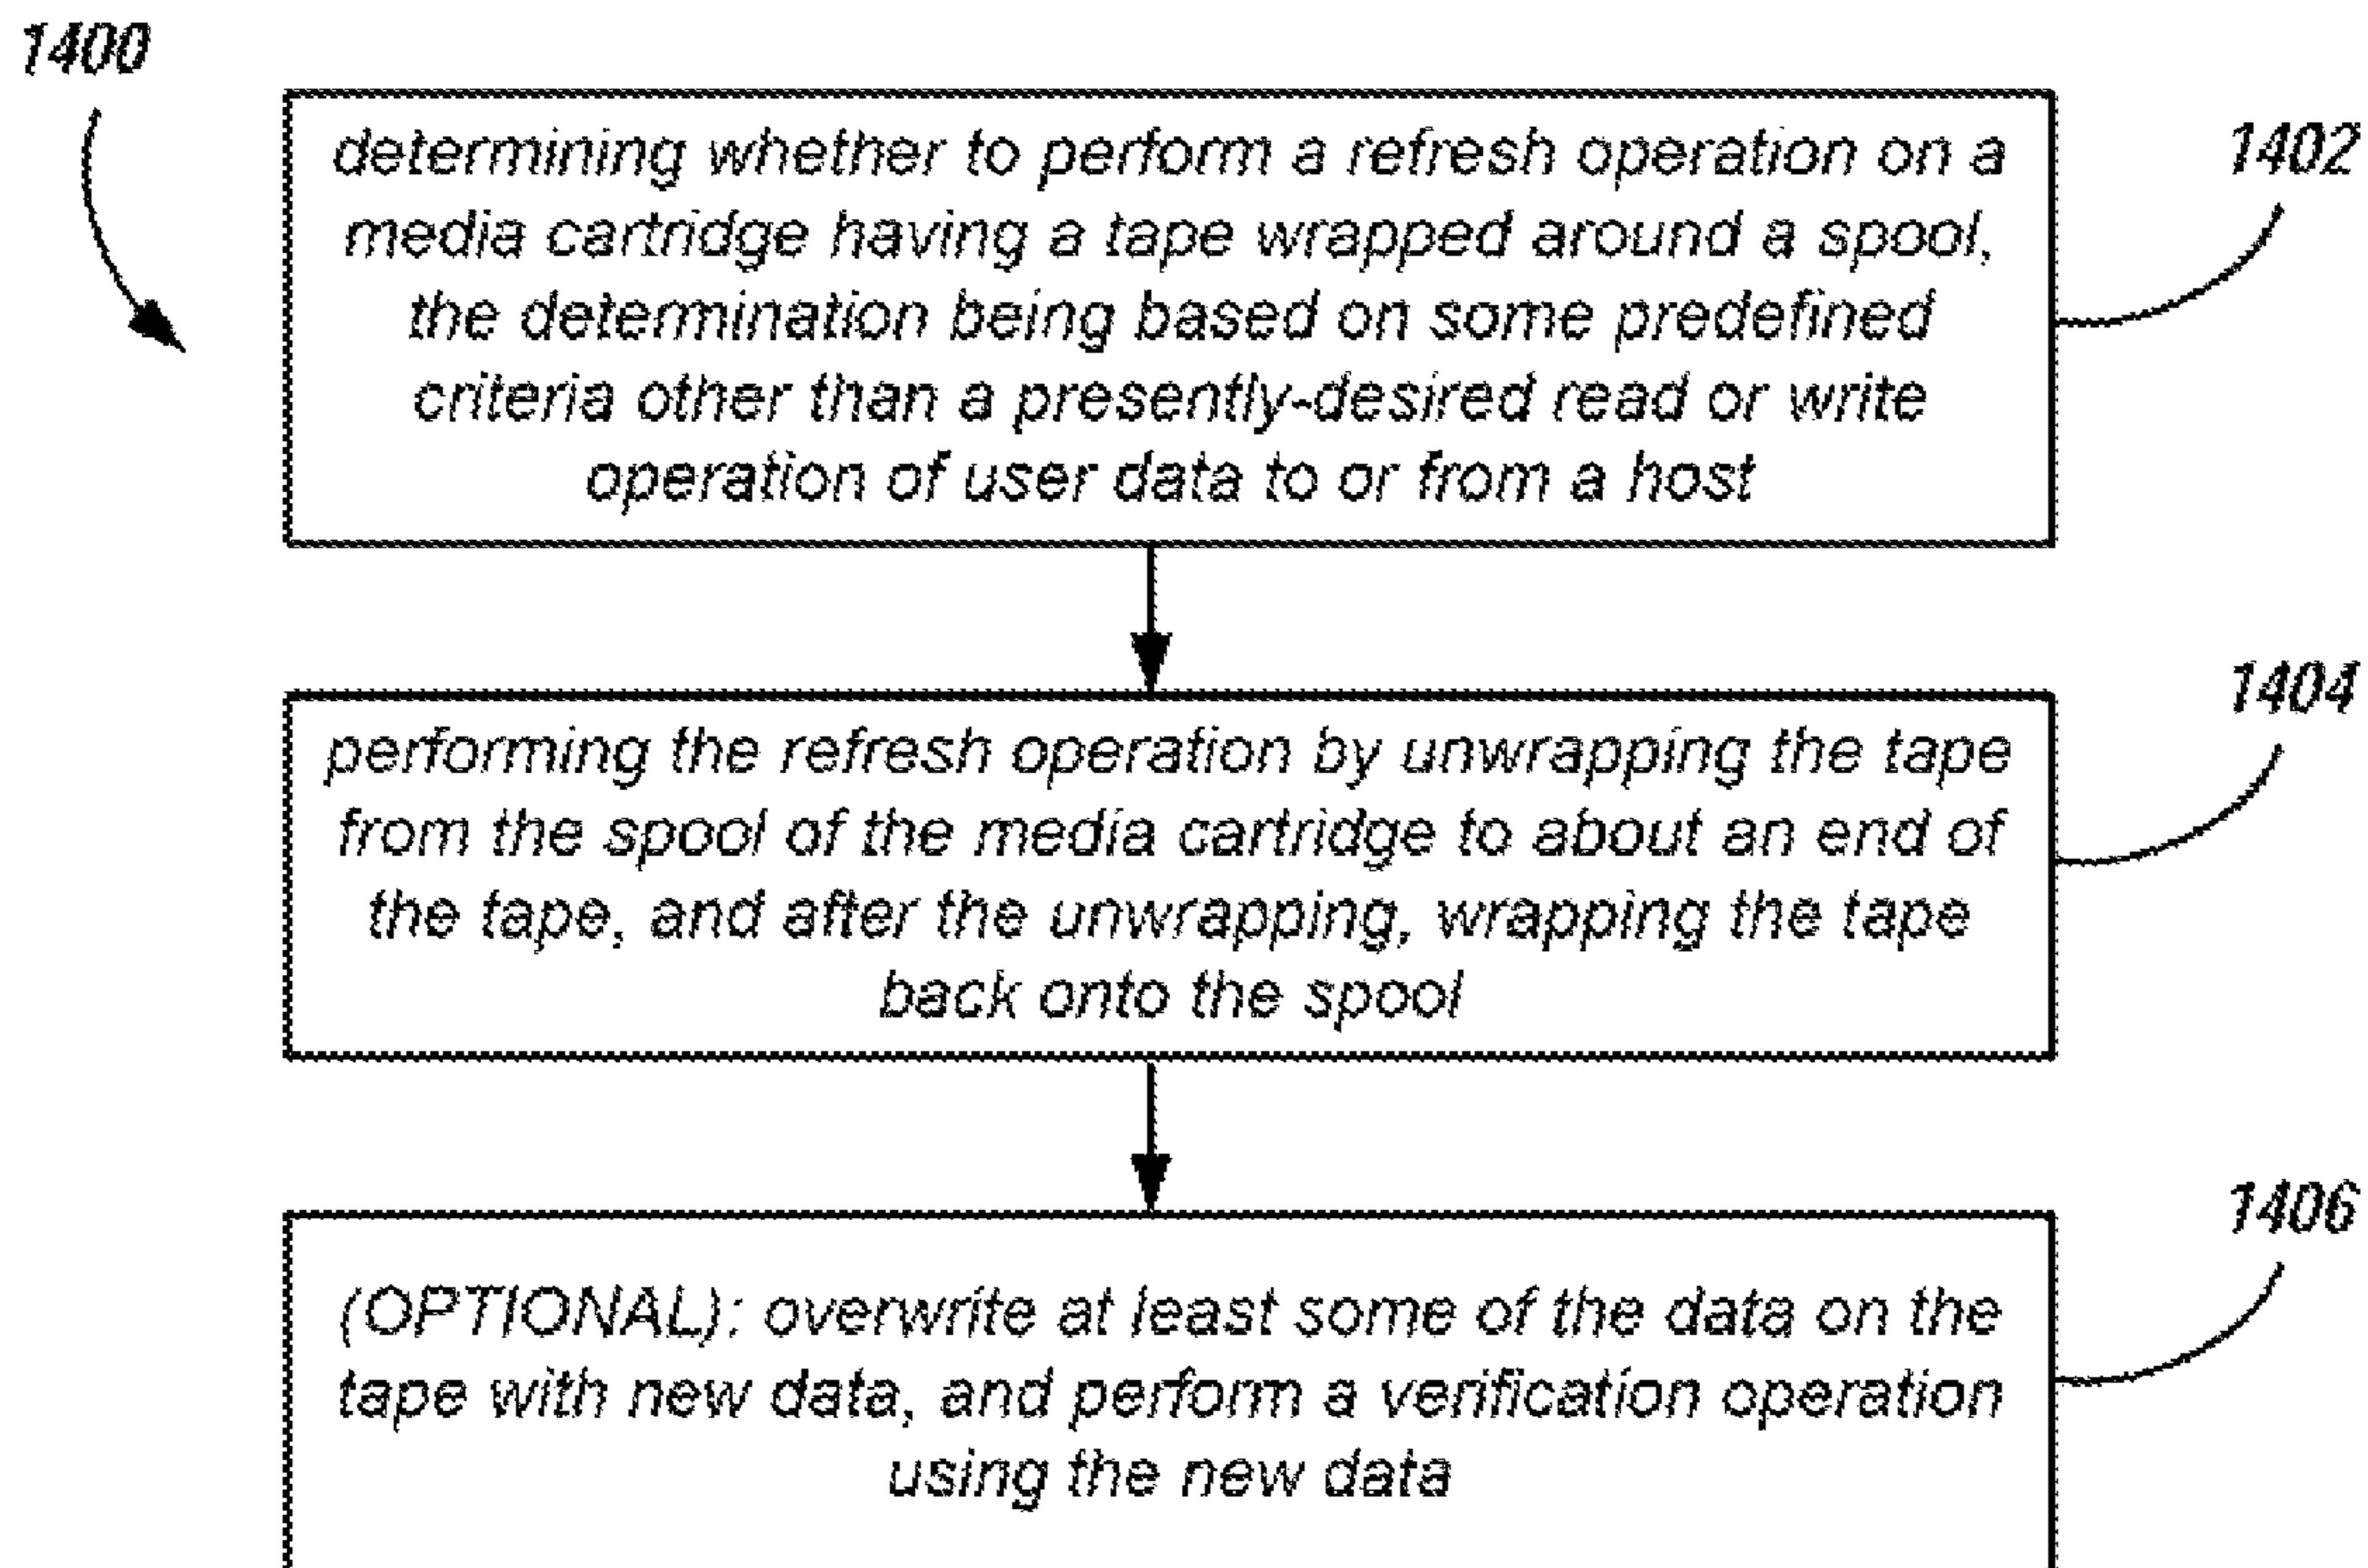 1400
determining whether to perform a refresh operation on a
media cartridge having a tape wrapped around a spool,
the determination being based on some predefined
criteria other than a presently-desired read or write
operation of user data to or from a host
1402
performing the refresh operation by unwrapping the tape
from the spool of the media cartridge to about an end of
the tape, and after the unwrapping, wrapping the tape
back onto the spool
1404
(OPTIONAL): overwrite at least some of the data on the
tape with new data, and perform a verification operation
using the new data
1406